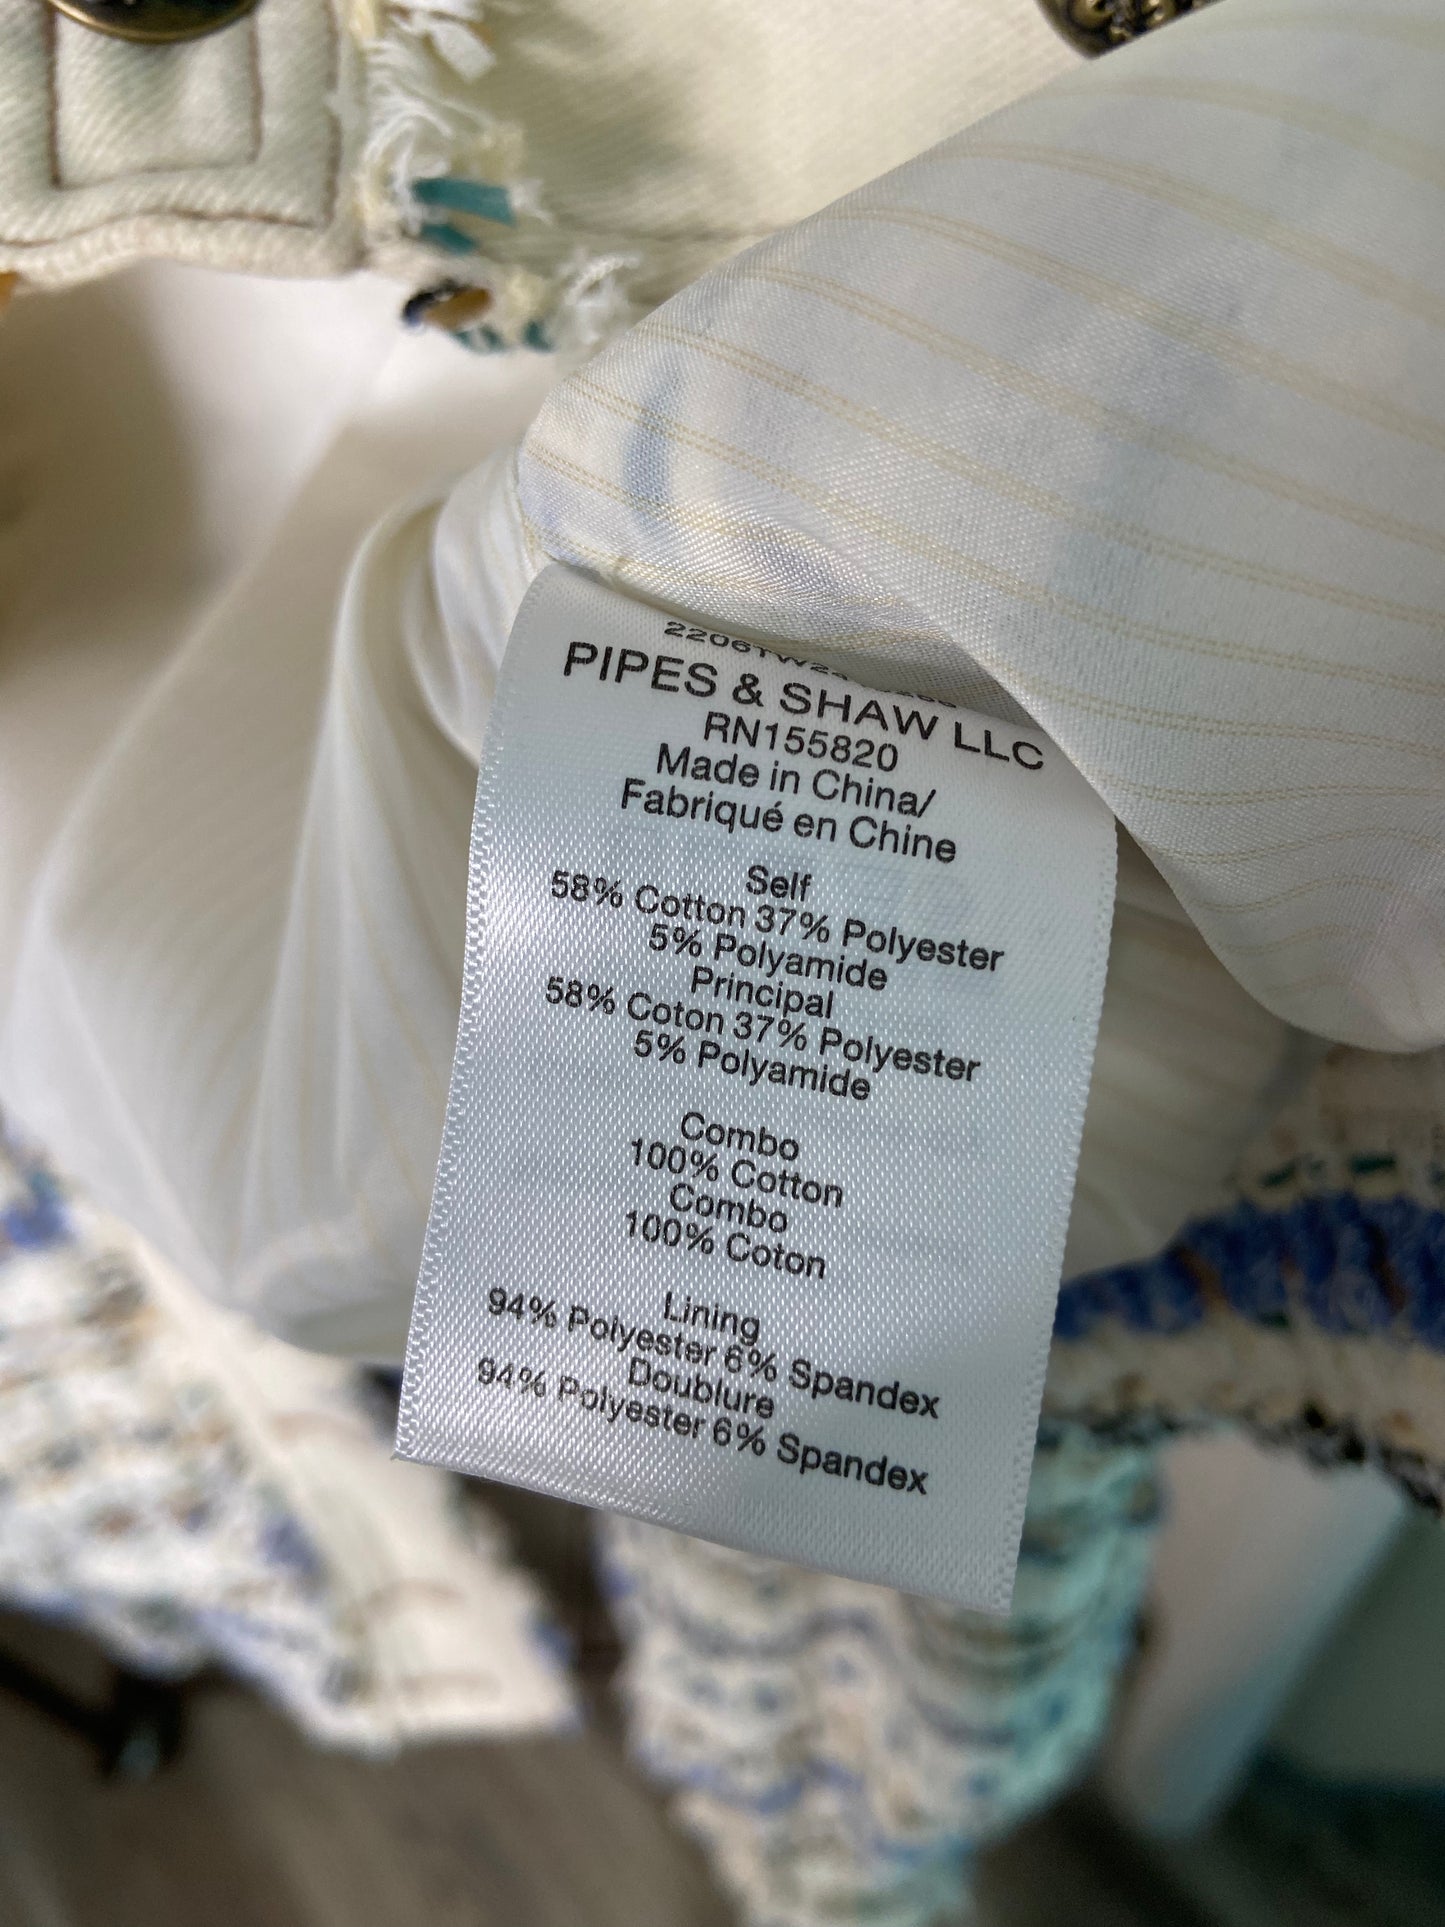 PIPES & SHAW LLC
RN155820
Made in China/
Fabriqué en Chine
Self
58% Cotton 37% Polyester
5% Polyamide
Principal
58% Coton 37% Polyester
5% Polyamide
Combo
100% Cotton
Combo
100% Coton
Lining
94% Polyester 6% Spandex
Doublure
94% Polyester 6% Spandex